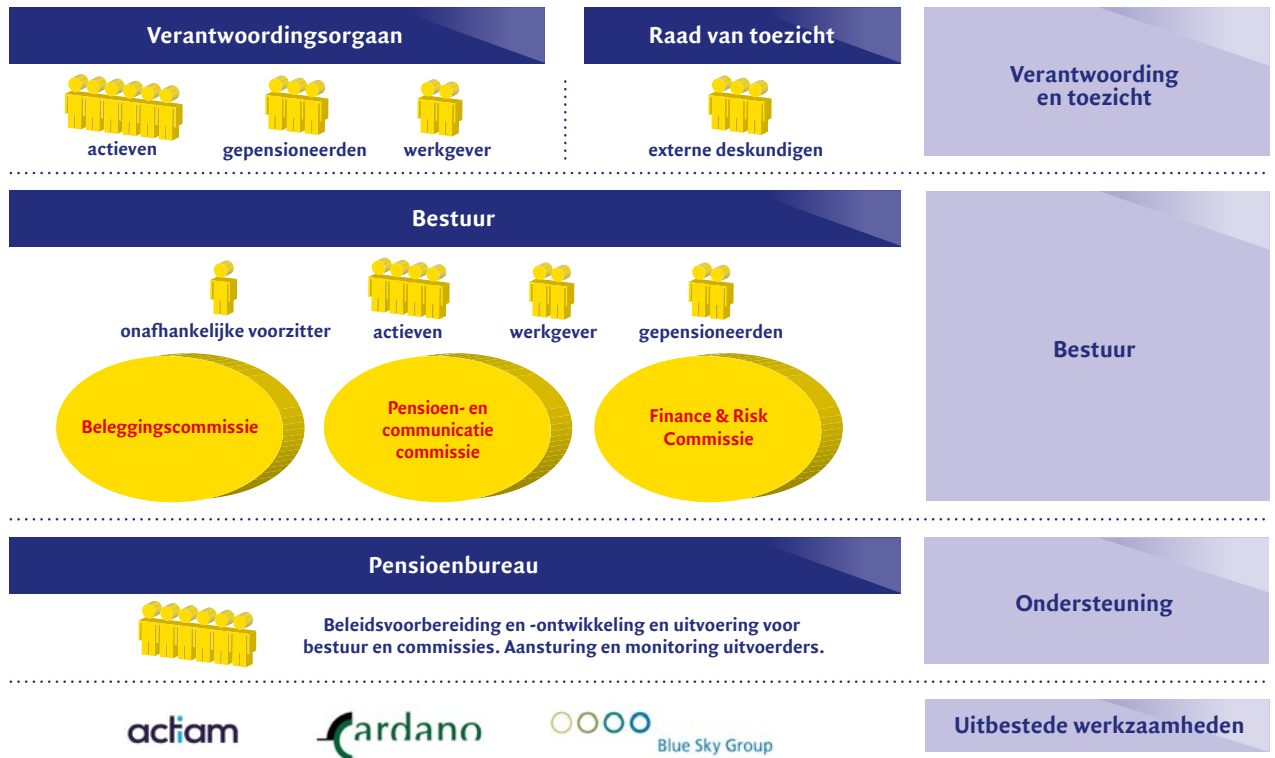 Verantwoordingsorgaan
Raad van toezicht
Verantwoording
en toezicht
actieven
gepensioneerden
werkgever
externe deskundigen
Bestuur
Bestuur
onafhankelijke voorzitter
actieven
werkgever
gepensioneerden
Beleggingscommissie
Pensioen- en
communicatie
commissie
Finance & Risk
Commissie
Pensioenbureau
Ondersteuning
Beleidsvoorbereiding en -ontwikkeling en uitvoering voor
bestuur en commissies. Aansturing en monitoring uitvoerders.
actiam
Cardano
Blue Sky Group
Uitbestede werkzaamheden